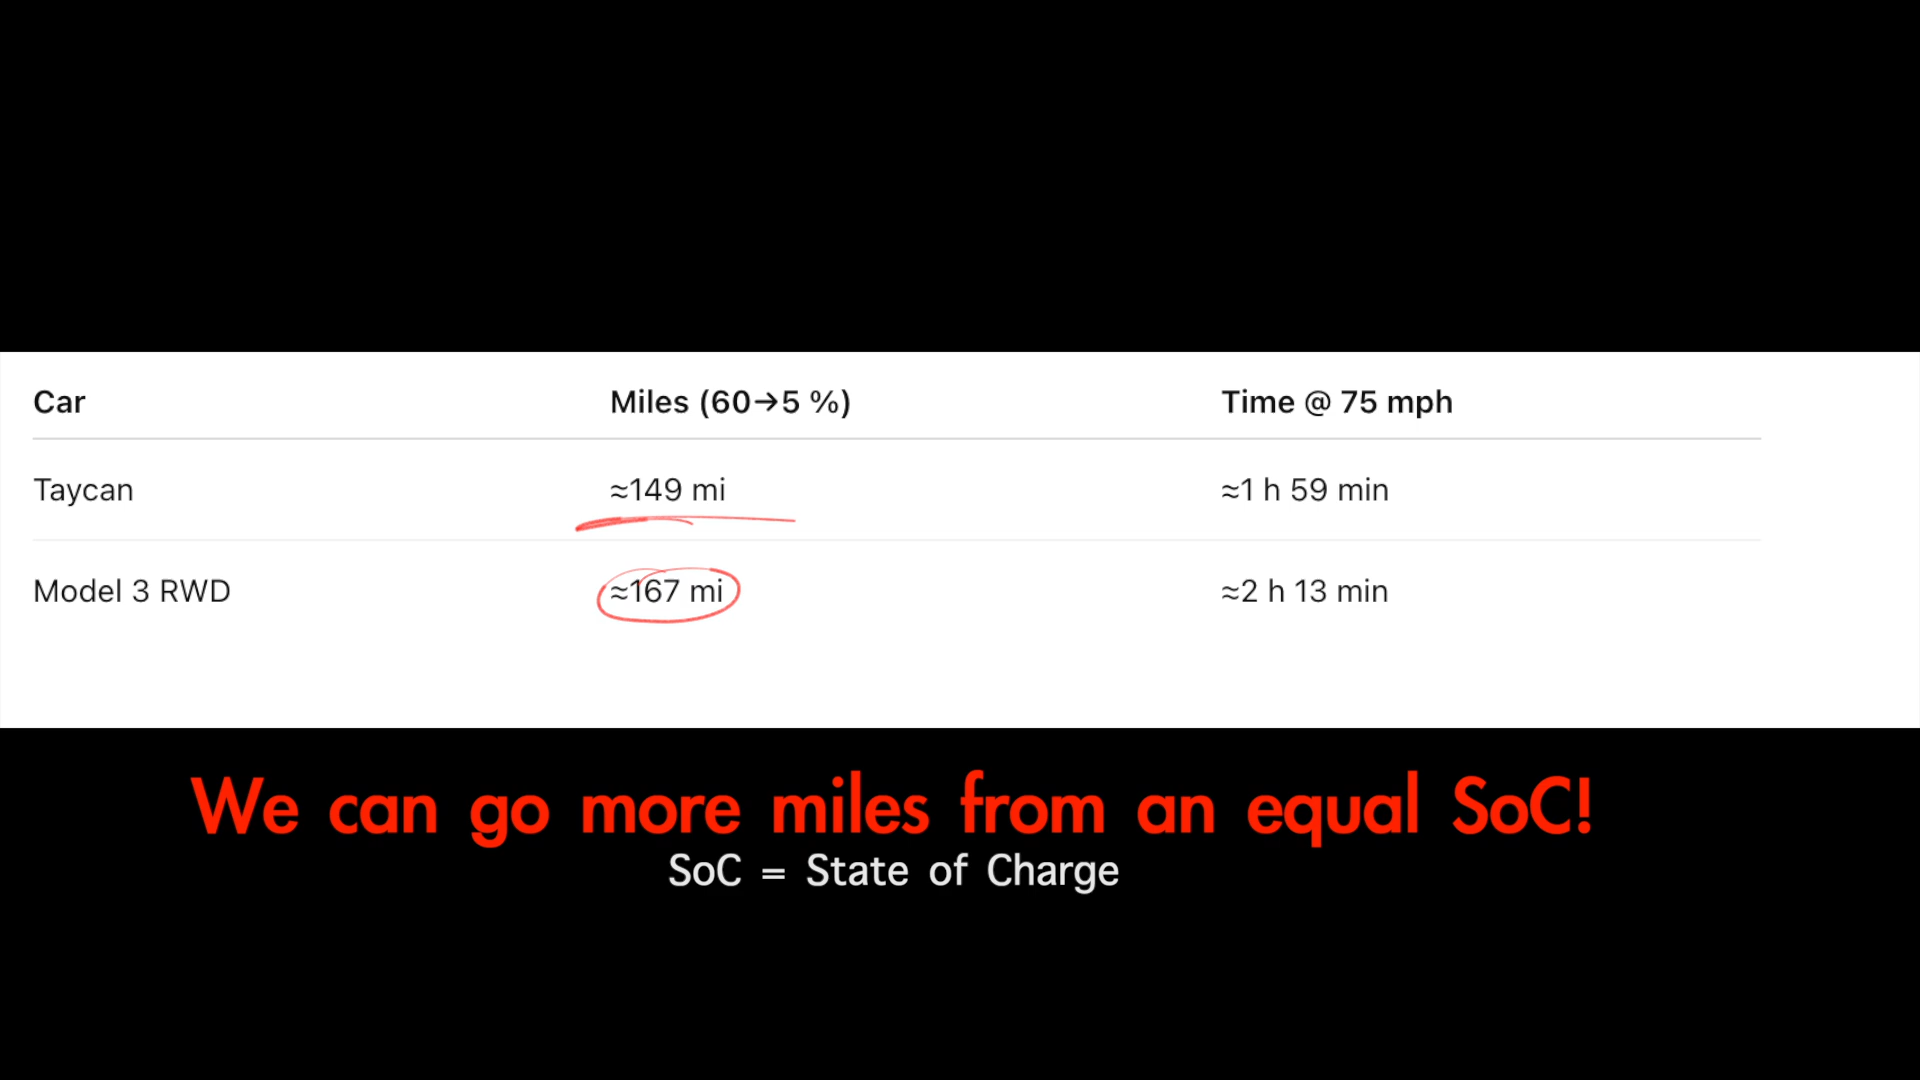 Car Miles (60→5 %) Time @ 75 mph
Taycan ≈149 mi ≈1 h 59 min
Model 3 RWD ≈167 mi ≈2 h 13 min
We can go more miles from an equal SoC!
SoC = State of Charge